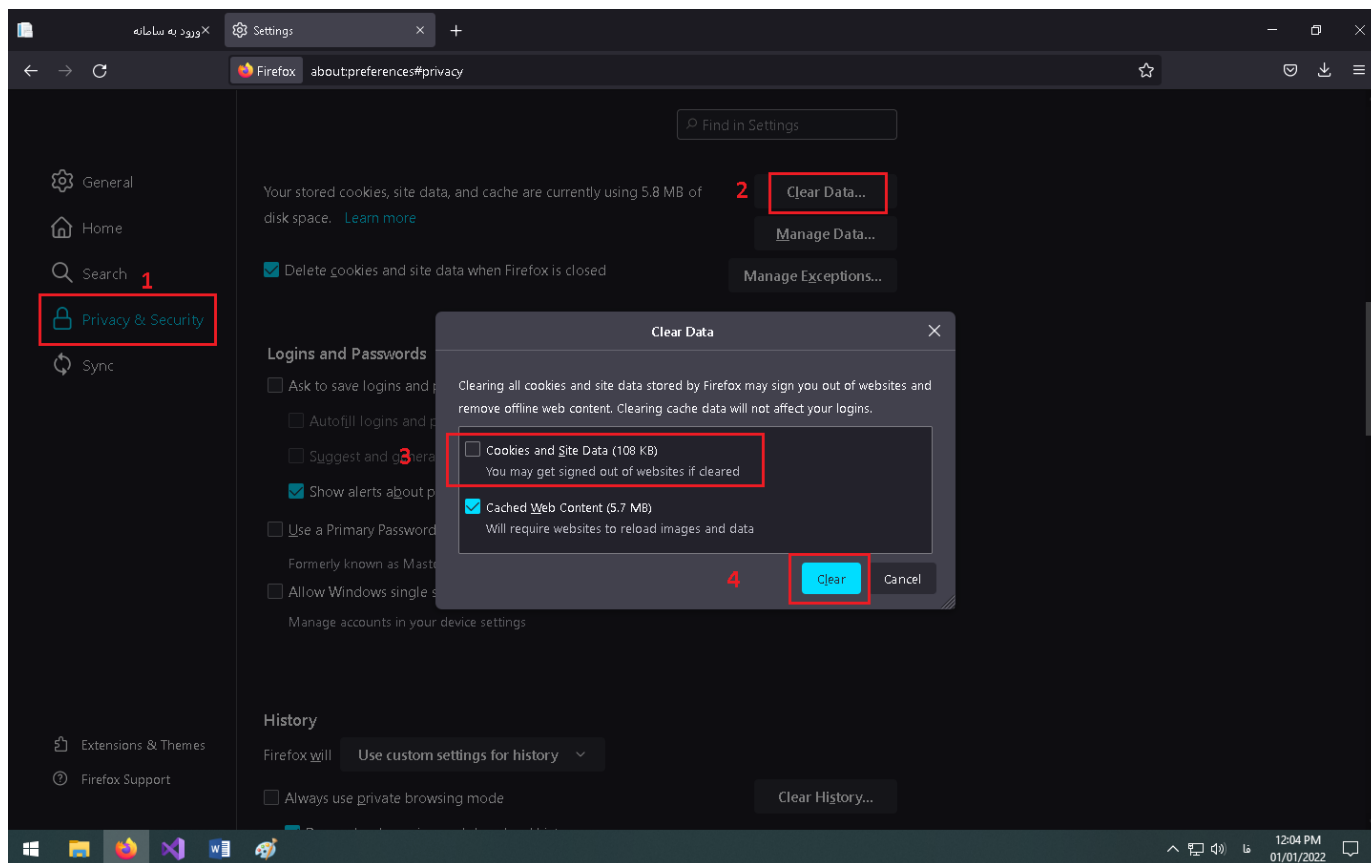 ورود به سامانه
Settings
Firefox about:preferences#privacy
Find in Settings
General
Home
Search
1
Privacy & Security
Sync
Extensions & Themes
Firefox Support
Your stored cookies, site data, and cache are currently using 5.8 MB of
disk space. Learn more
2
Clear Data...
Manage Data...
Delete cookies and site data when Firefox is closed
Manage Exceptions...
Logins and Passwords
Ask to save logins and
Autofill logins and
Suggest and genera
Show alerts about
Use a Primary Password
Formerly known as
Allow Windows single
Manage accounts in your device settings
Clear Data
Clearing all cookies and site data stored by Firefox may sign you out of websites and
remove offline web content. Clearing cache data will not affect your logins.
3
Cookies and Site Data (108 KB)
You may get signed out of websites if cleared
Cached Web Content (5.7 MB)
Will require websites to reload images and data
4
Clear
Cancel
History
Firefox will Use custom settings for history
Always use private browsing mode
Clear History...
فا
12:04 PM
01/01/2022